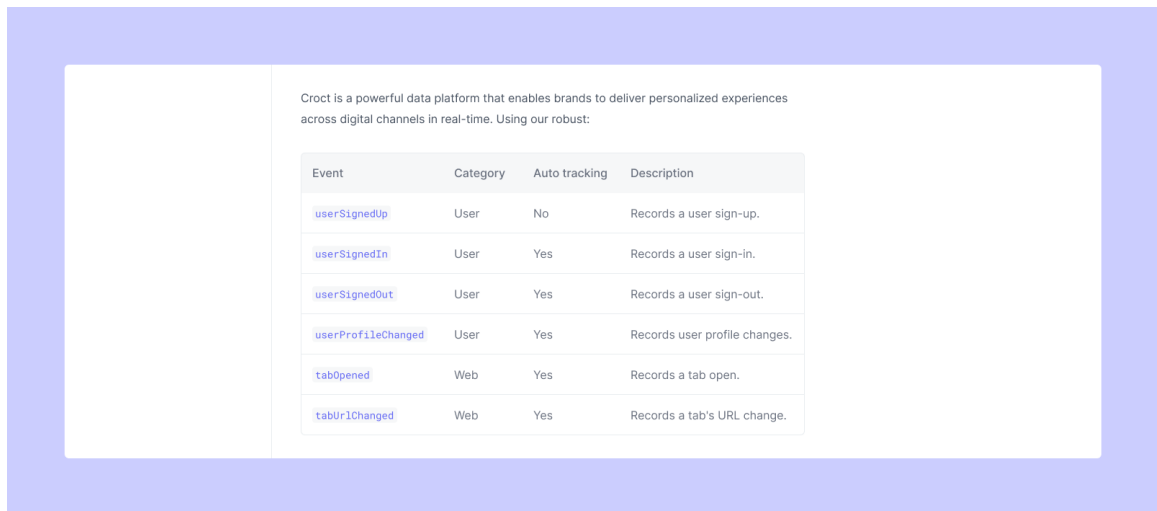 Croct is a powerful data platform that enables brands to deliver personalized experiences
across digital channels in real-time. Using our robust:
Event Category Auto tracking Description
userSignedUp User No Records a user sign-up.
userSignedIn User Yes Records a user sign-in.
userSignedOut User Yes Records a user sign-out.
userProfileChanged User Yes Records user profile changes.
tabOpened Web Yes Records a tab open.
tabUrlChanged Web Yes Records a tab's URL change.